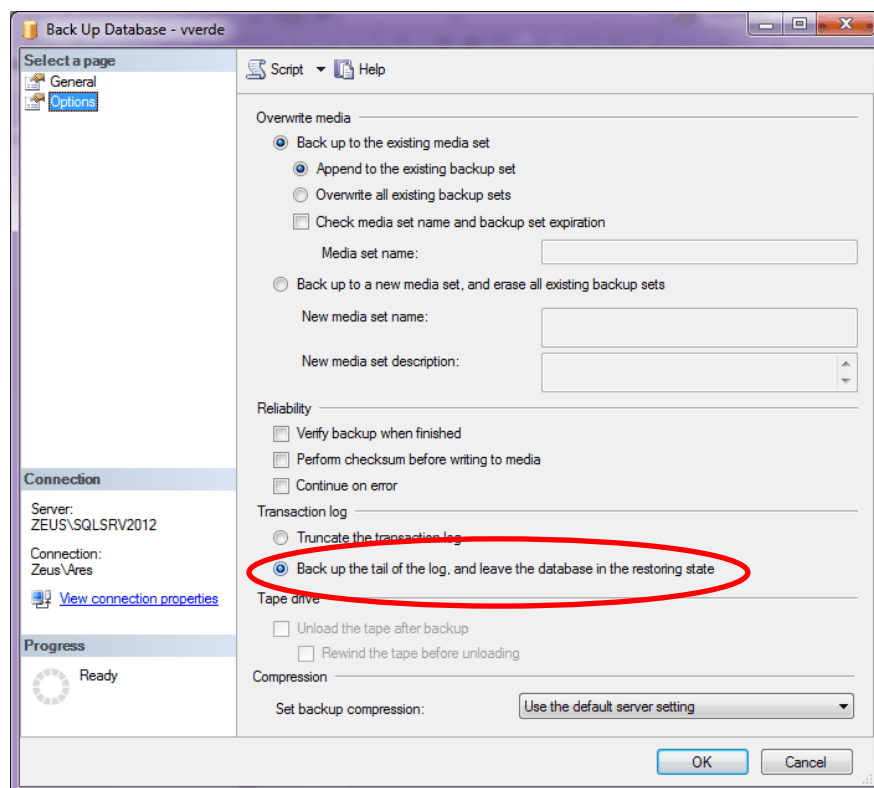 Back Up Database - vverde
Select a page
General
Options
Script
Help
Overwrite media
Back up to the existing media set
Append to the existing backup set
Overwrite all existing backup sets
Check media set name and backup set expiration
Media set name:
Back up to a new media set, and erase all existing backup sets
New media set name:
New media set description:
Reliability
Verify backup when finished
Perform checksum before writing to media
Continue on error
Transaction log
Truncate the transaction log
Back up the tail of the log, and leave the database in the restoring state
Tape drive
Unload the tape after backup
Rewind the tape before unloading
Compression
Set backup compression:
Use the default server setting
Connection
Server:
ZEUS\SQLSRV2012
Connection:
Zeus\Ares
View connection properties
Progress
Ready
OK
Cancel